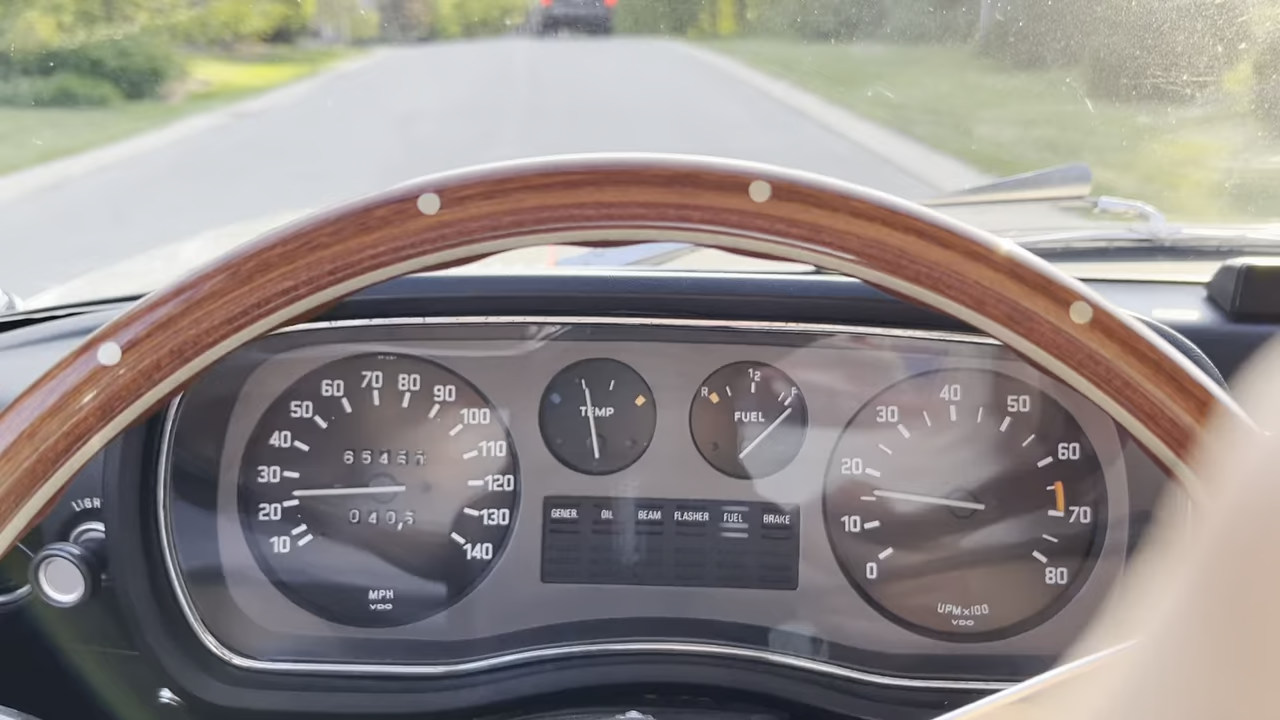 10 20 30 40 50 60 70 80 90 100 110 120 130 140
040,5
MPH
VDO
TEMP
R 1/2 F
FUEL
GENER. OIL BEAM FLASHER FUEL BRAKE
0 10 20 30 40 50 60 70 80
UPM×100
VDO
LIGH